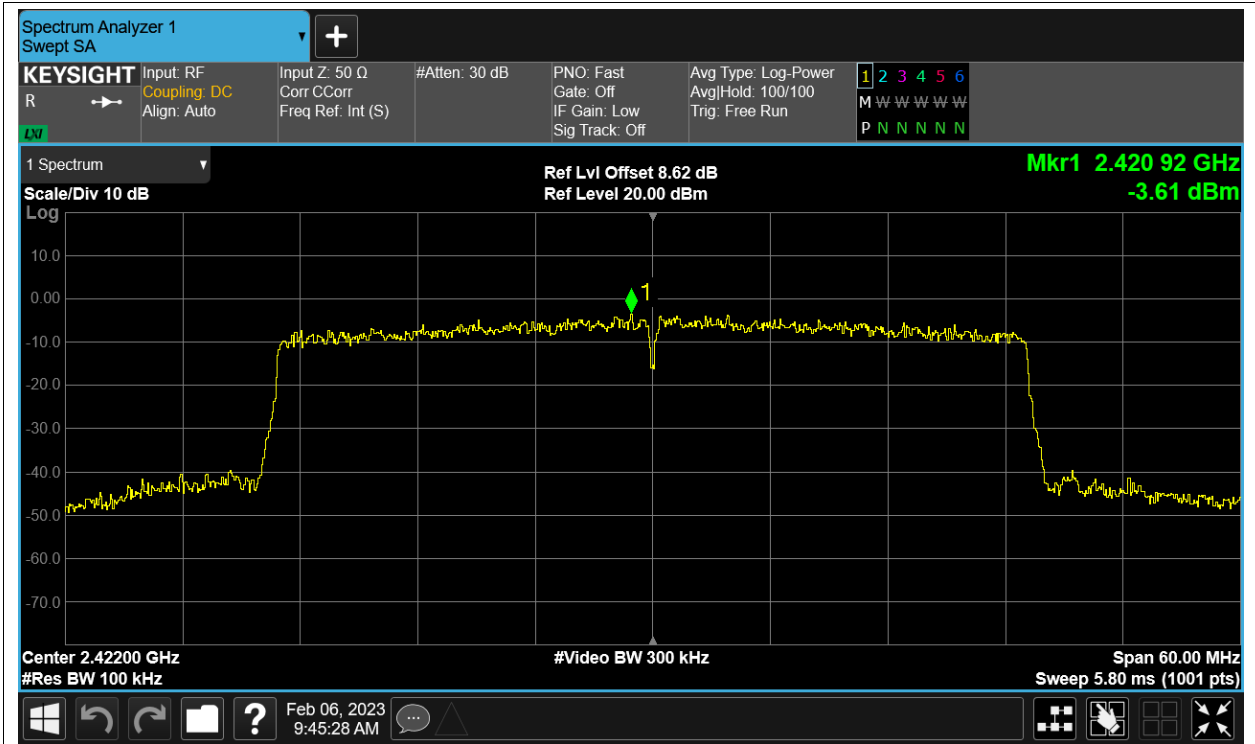 Spectrum Analyzer 1
Swept SA
+
KEYSIGHT
R
LXI
Input: RF
Coupling: DC
Align: Auto
Input Z: 50 Ω
Corr CCorr
Freq Ref: Int (S)
#Atten: 30 dB
PNO: Fast
Gate: Off
IF Gain: Low
Sig Track: Off
Avg Type: Log-Power
Avg|Hold: 100/100
Trig: Free Run
1 2 3 4 5 6
M W W W W W W
P N N N N N
1 Spectrum
Scale/Div 10 dB
Ref Lvl Offset 8.62 dB
Ref Level 20.00 dBm
Mkr1 2.420 92 GHz
-3.61 dBm
Log
10.0
0.00
-10.0
-20.0
-30.0
-40.0
-50.0
-60.0
-70.0
1
Center 2.42200 GHz
#Res BW 100 kHz
#Video BW 300 kHz
Span 60.00 MHz
Sweep 5.80 ms (1001 pts)
?
Feb 06, 2023
9:45:28 AM